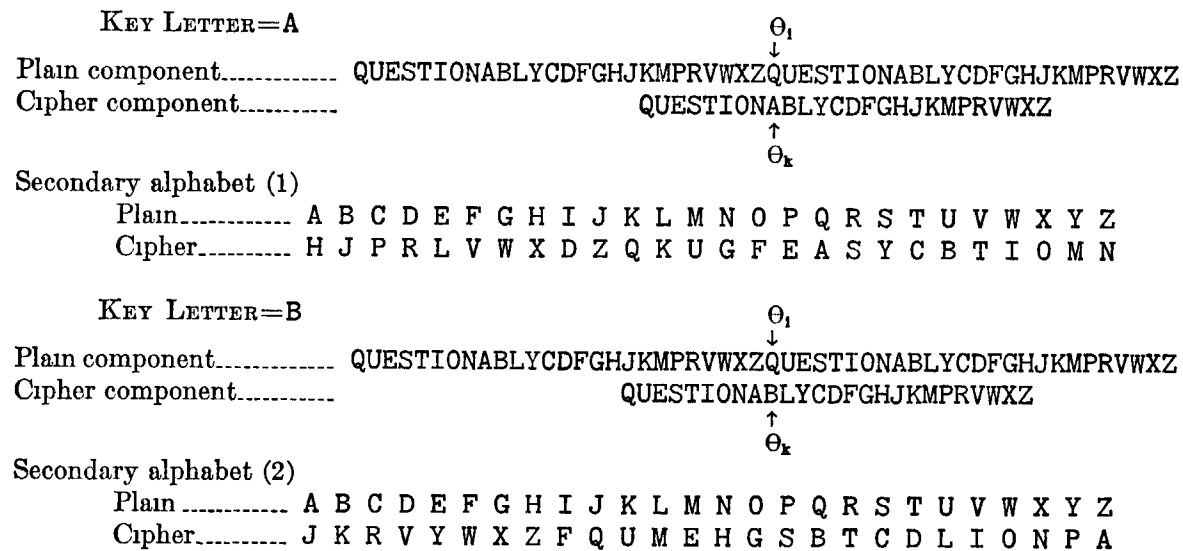 KEY LETTER=A
Θ₁
↓
Plain component............. QUESTIONABLYCDFGHJKMPRVWXZQUESTIONABLYCDFGHJKMPRVWXZ
Cipher component........... QUESTIONABLYCDFGHJKMPRVWXZ
↑
Θₖ
Secondary alphabet (1)
Plain............ A B C D E F G H I J K L M N O P Q R S T U V W X Y Z
Cipher.......... H J P R L V W X D Z Q K U G F E A S Y C B T I O M N
KEY LETTER=B
Θ₁
↓
Plain component............. QUESTIONABLYCDFGHJKMPRVWXZQUESTIONABLYCDFGHJKMPRVWXZ
Cipher component........... QUESTIONABLYCDFGHJKMPRVWXZ
↑
Θₖ
Secondary alphabet (2)
Plain ........... A B C D E F G H I J K L M N O P Q R S T U V W X Y Z
Cipher.......... J K R V Y W X Z F Q U M E H G S B T C D L I O N P A